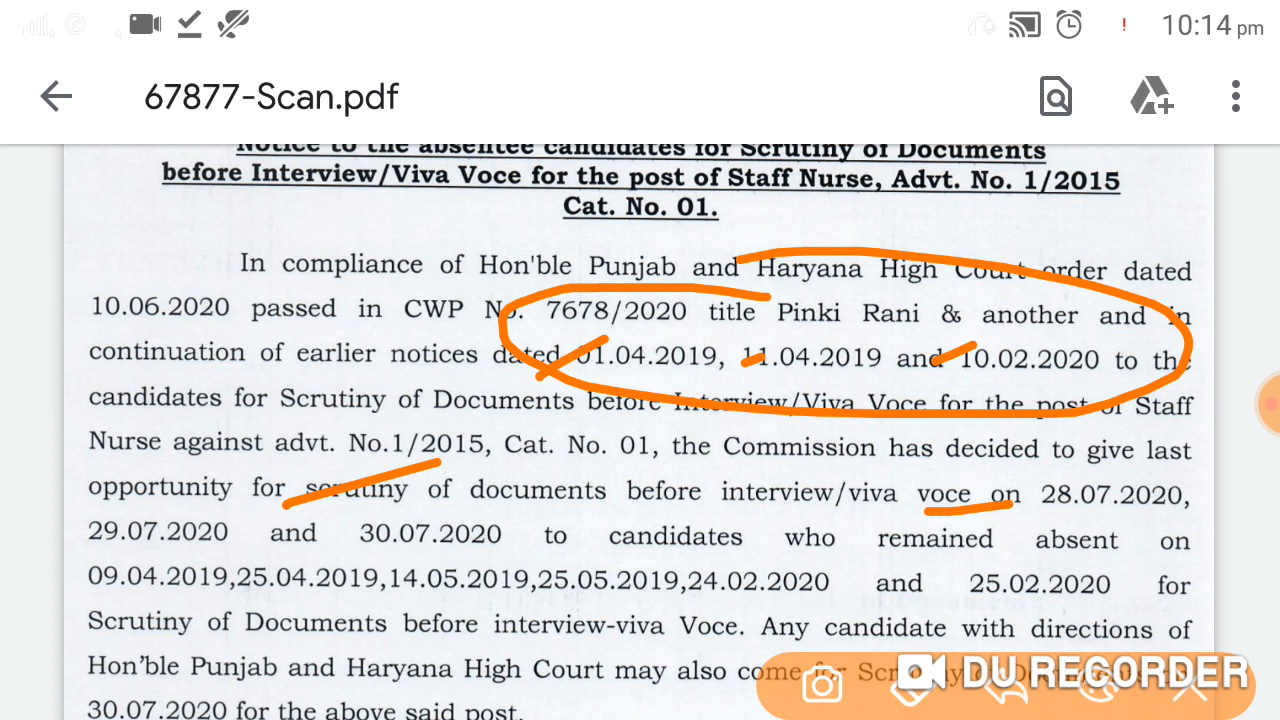 10:14 pm
67877-Scan.pdf
Notice to the absentee candidates for Scrutiny of Documents
before Interview/Viva Voce for the post of Staff Nurse, Advt. No. 1/2015
Cat. No. 01.
In compliance of Hon'ble Punjab and Haryana High Court order dated
10.06.2020 passed in CWP No. 7678/2020 title Pinki Rani & another and in
continuation of earlier notices dated 01.04.2019, 11.04.2019 and 10.02.2020 to the
candidates for Scrutiny of Documents before Interview/Viva Voce for the post of Staff
Nurse against advt. No.1/2015, Cat. No. 01, the Commission has decided to give last
opportunity for scrutiny of documents before interview/viva voce on 28.07.2020,
29.07.2020 and 30.07.2020 to candidates who remained absent on
09.04.2019,25.04.2019,14.05.2019,25.05.2019,24.02.2020 and 25.02.2020 for
Scrutiny of Documents before interview-viva Voce. Any candidate with directions of
Hon'ble Punjab and Haryana High Court may also come for Scrutiny of Documents
30.07.2020 for the above said post.
DU RECORDER